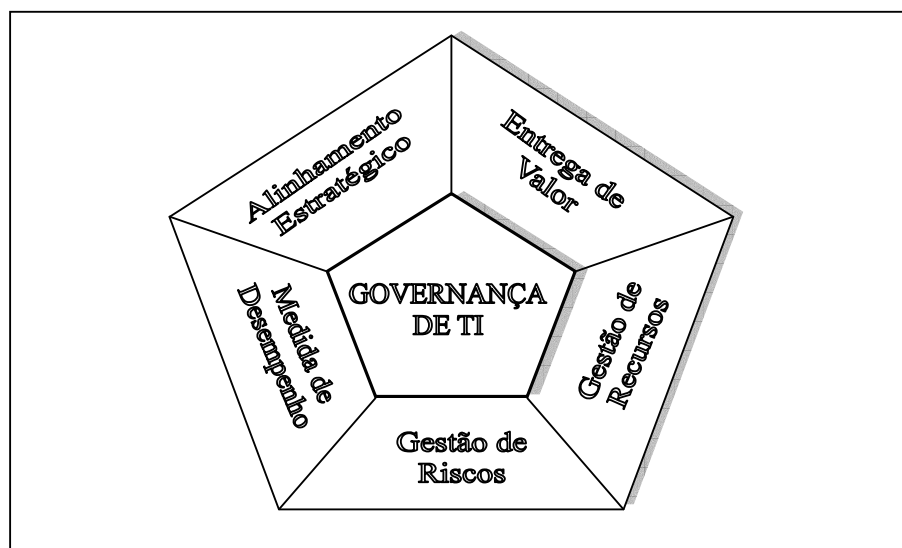 Alinhamento
Estratégico
Entrega de
Valor
GOVERNANÇA
DE TI
Medida de
Desempenho
Gestão de
Recursos
Gestão de
Riscos